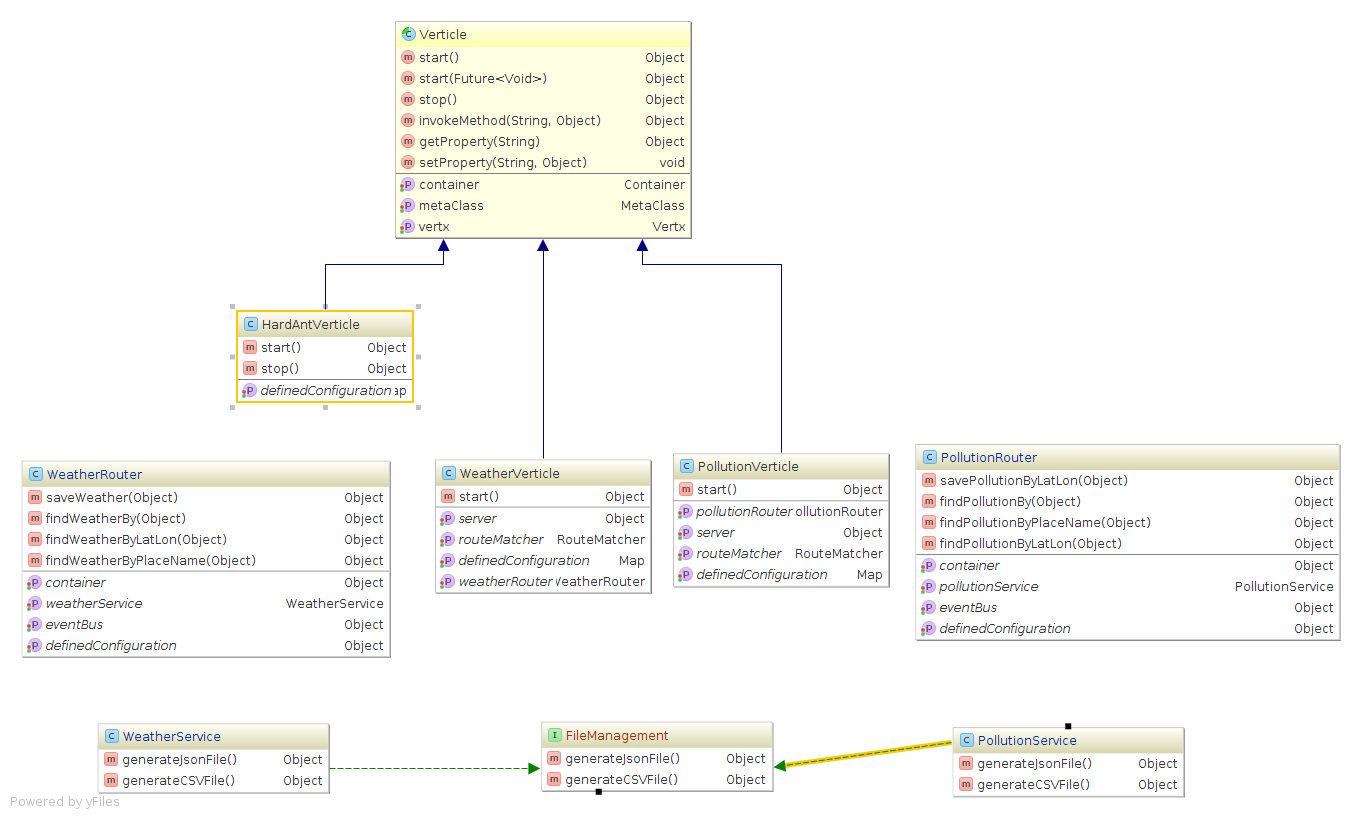 Verticle
start() Object
start(Future<Void>) Object
stop() Object
invokeMethod(String, Object) Object
getProperty(String) Object
setProperty(String, Object) void
container Container
metaClass MetaClass
vertx Vertx
HardAntVerticle
start() Object
stop() Object
definedConfiguration ap
WeatherRouter
saveWeather(Object) Object
findWeatherBy(Object) Object
findWeatherByLatLon(Object) Object
findWeatherByPlaceName(Object) Object
container Object
weatherService WeatherService
eventBus Object
definedConfiguration Object
WeatherVerticle
start() Object
server Object
routeMatcher RouteMatcher
definedConfiguration Map
weatherRouter WeatherRouter
PollutionVerticle
start() Object
pollutionRouter ollutionRouter
server Object
routeMatcher RouteMatcher
definedConfiguration Map
PollutionRouter
savePollutionByLatLon(Object) Object
findPollutionBy(Object) Object
findPollutionByPlaceName(Object) Object
findPollutionByLatLon(Object) Object
container Object
pollutionService PollutionService
eventBus Object
definedConfiguration Object
WeatherService
generateJsonFile() Object
generateCSVFile() Object
FileManagement
generateJsonFile() Object
generateCSVFile() Object
PollutionService
generateJsonFile() Object
generateCSVFile() Object
Powered by yFiles